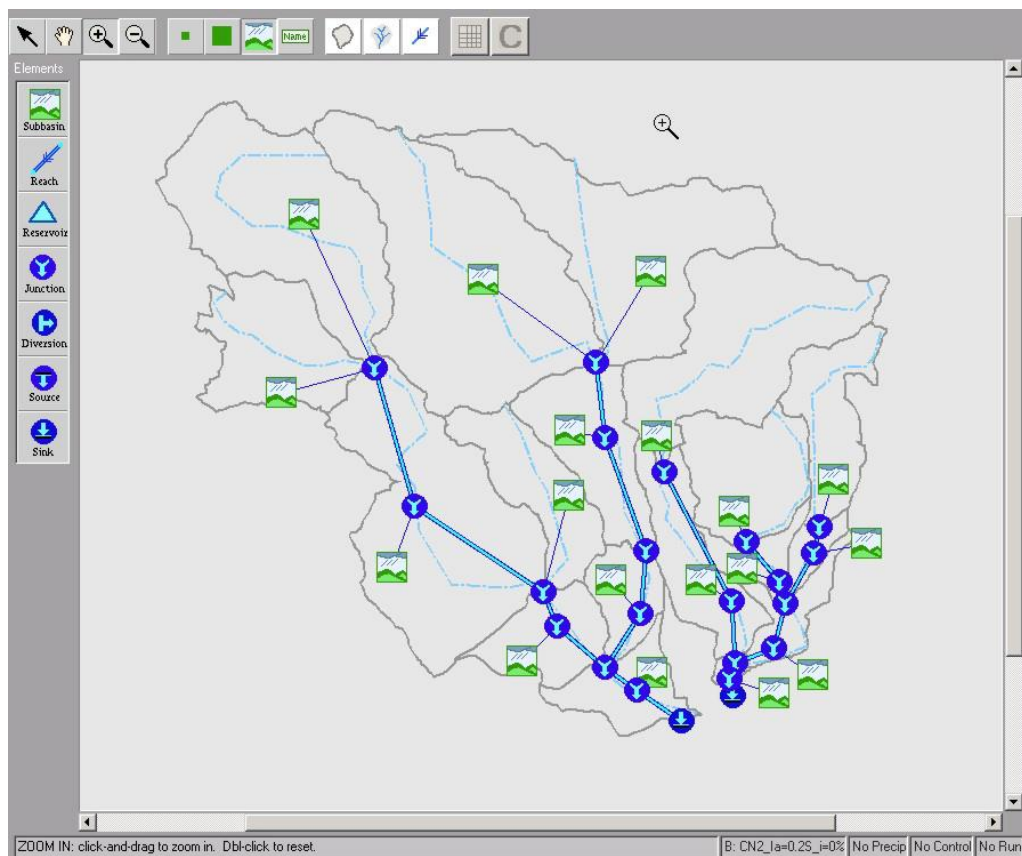 Name
C
Elements
Subbasin
Reach
Reservoir
Junction
Diversion
Source
Sink
ZOOM IN: click-and-drag to zoom in. Dbl-click to reset.
B: CN2_Ia=0.2S_i=0%
No Precip
No Control
No Run